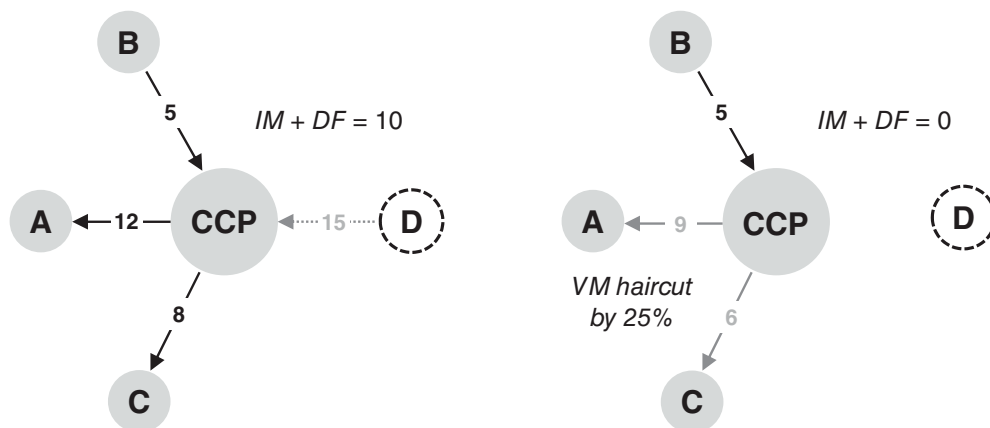 B
5
IM + DF = 10
A
12
CCP
15
D
8
C
B
5
IM + DF = 0
A
9
CCP
D
VM haircut
by 25%
6
C